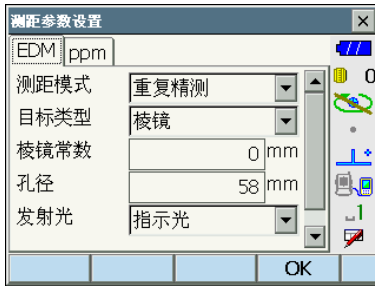 测距参数设置
EDM ppm
0
测距模式 重复精测
目标类型 棱镜
棱镜常数 0 mm
孔径 58 mm
发射光 指示光
1
OK